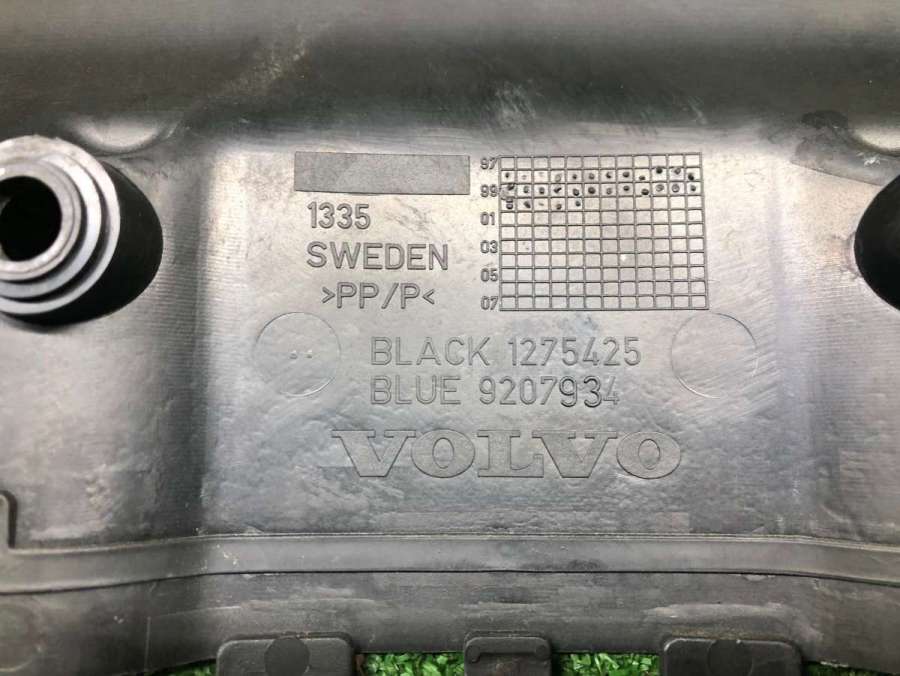 1335
SWEDEN
>PP/P<
97
99
01
03
05
07
BLACK 1275425
BLUE 9207934
VOLVO